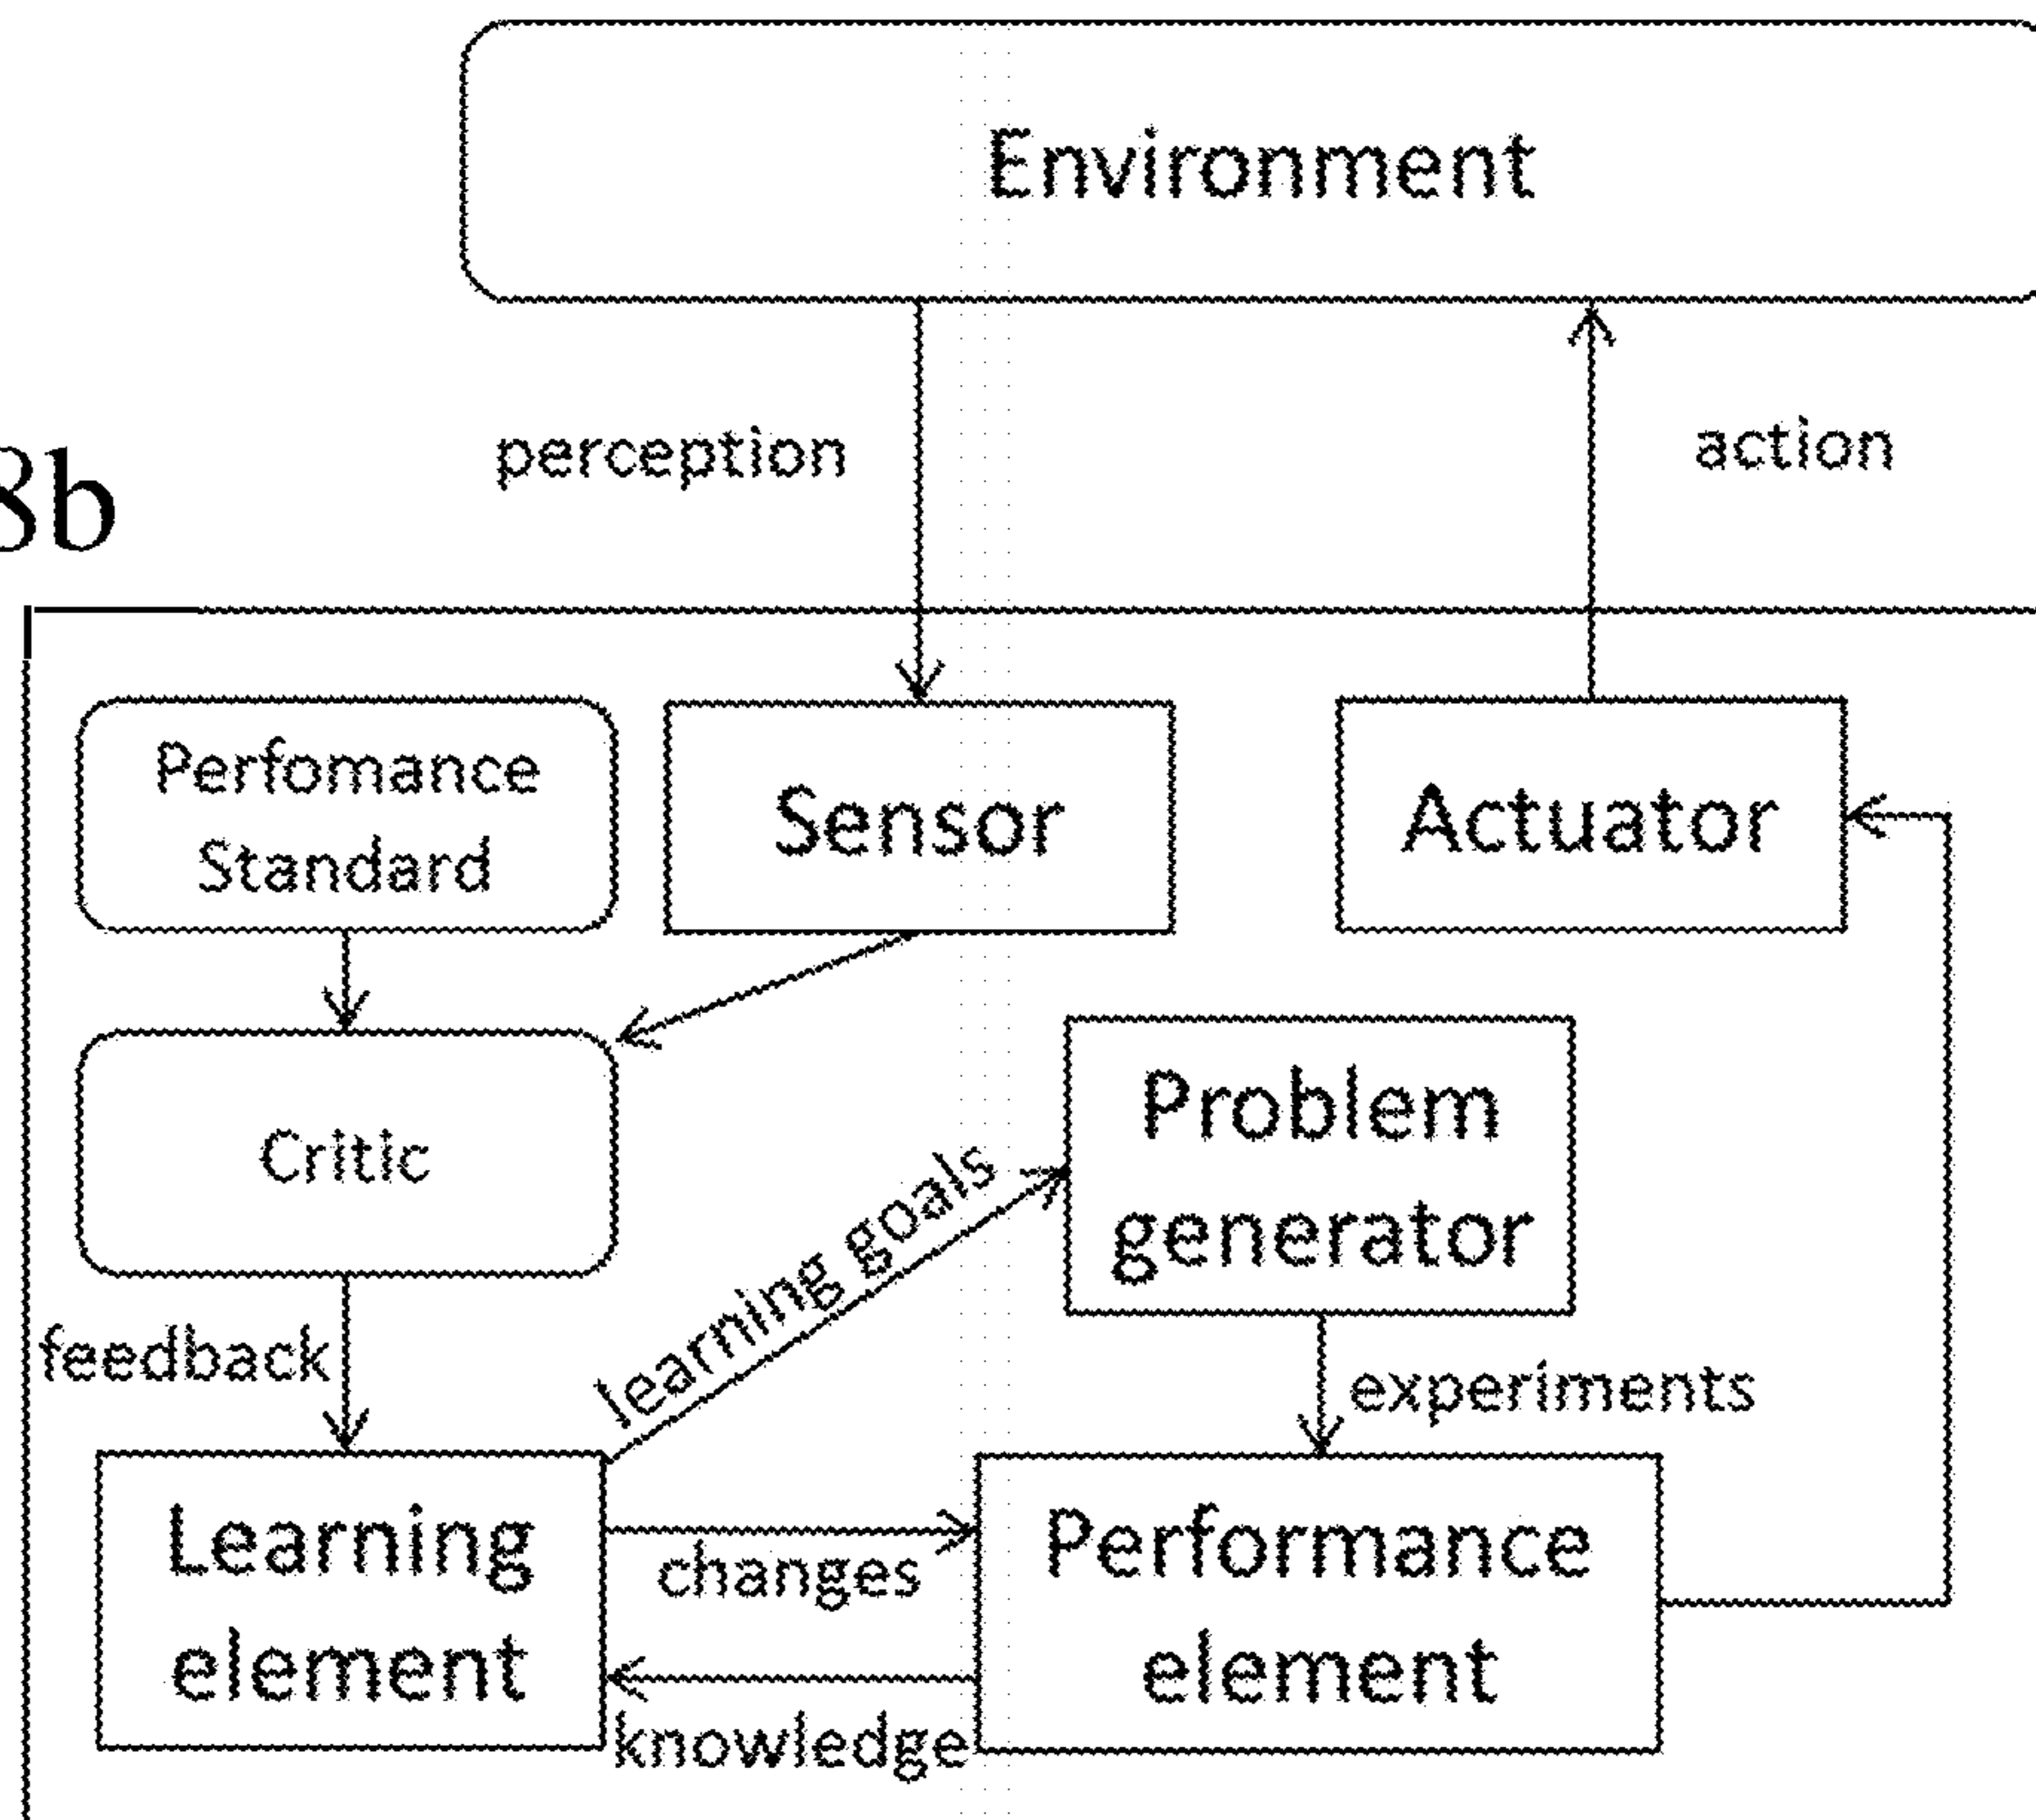 Environment
perception
action
8b
Perfomance
Standard
Sensor
Actuator
Critic
Problem
generator
learning goals
feedback
experiments
Learning
element
changes
knowledge
Performance
element